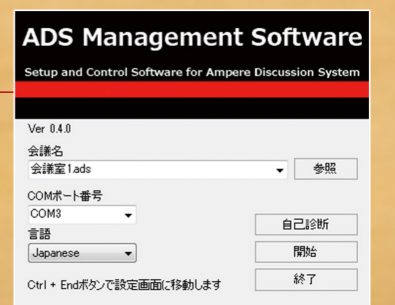 ADS Management Software
Setup and Control Software for Ampere Discussion System
Ver 0.4.0
会議名
会議室1.ads
参照
COMポート番号
COM3
自己診断
言語
Japanese
開始
Ctrl + Endボタンで設定画面に移動します
終了